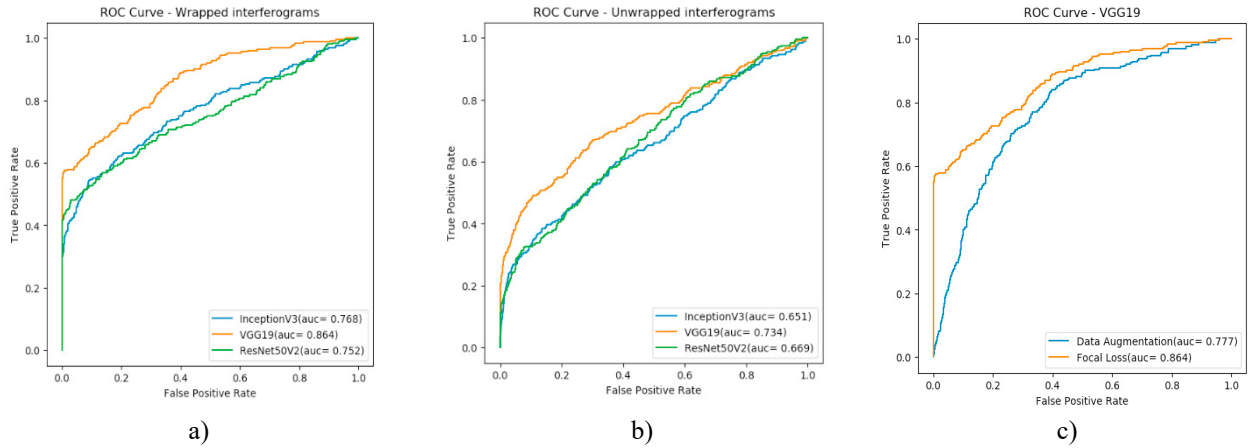 ROC Curve - Wrapped interferograms
True Positive Rate
1.0
0.8
0.6
0.4
0.2
0.0
InceptionV3(auc= 0.768)
VGG19(auc= 0.864)
ResNet50V2(auc= 0.752)
0.0 0.2 0.4 0.6 0.8 1.0
False Positive Rate
a)
ROC Curve - Unwrapped interferograms
True Positive Rate
1.0
0.8
0.6
0.4
0.2
0.0
InceptionV3(auc= 0.651)
VGG19(auc= 0.734)
ResNet50V2(auc= 0.669)
0.0 0.2 0.4 0.6 0.8 1.0
False Positive Rate
b)
ROC Curve - VGG19
True Positive Rate
1.0
0.8
0.6
0.4
0.2
0.0
Data Augmentation(auc= 0.777)
Focal Loss(auc= 0.864)
0.0 0.2 0.4 0.6 0.8 1.0
False Positive Rate
c)